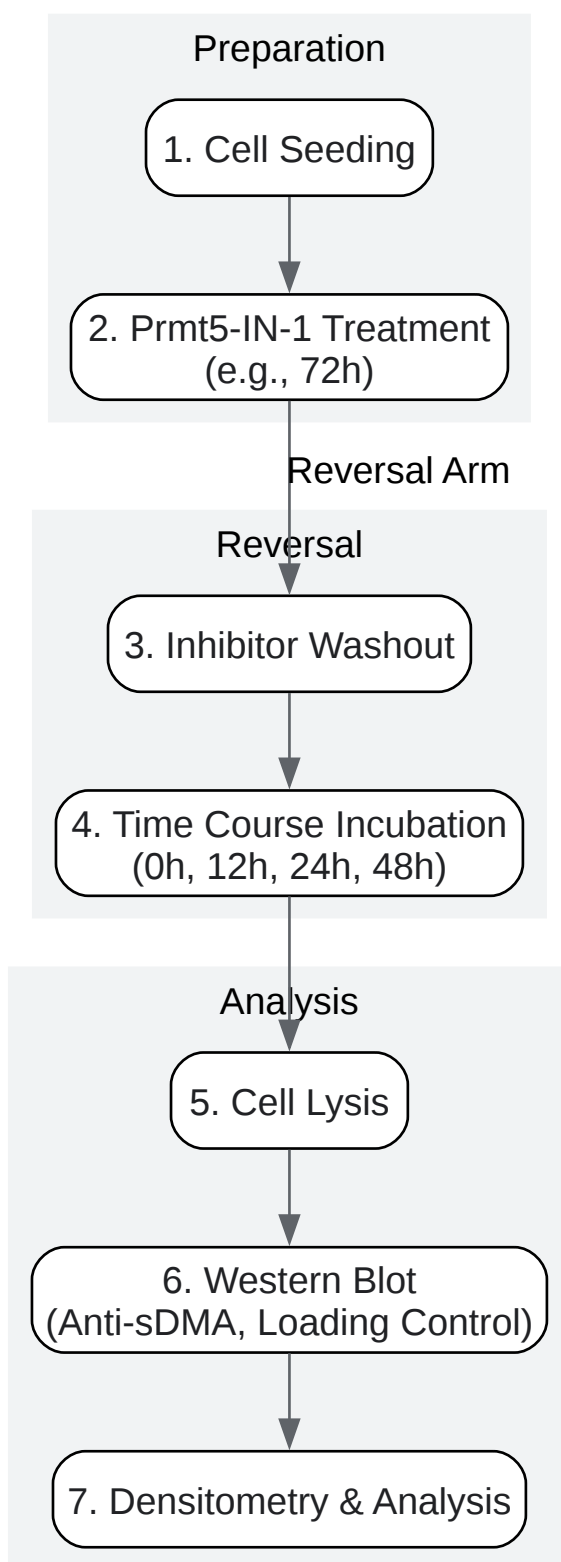 Preparation
1. Cell Seeding
2. Prmt5-IN-1 Treatment
(e.g., 72h)
Reversal Arm
Reversal
3. Inhibitor Washout
4. Time Course Incubation
(0h, 12h, 24h, 48h)
Analysis
5. Cell Lysis
6. Western Blot
(Anti-sDMA, Loading Control)
7. Densitometry & Analysis